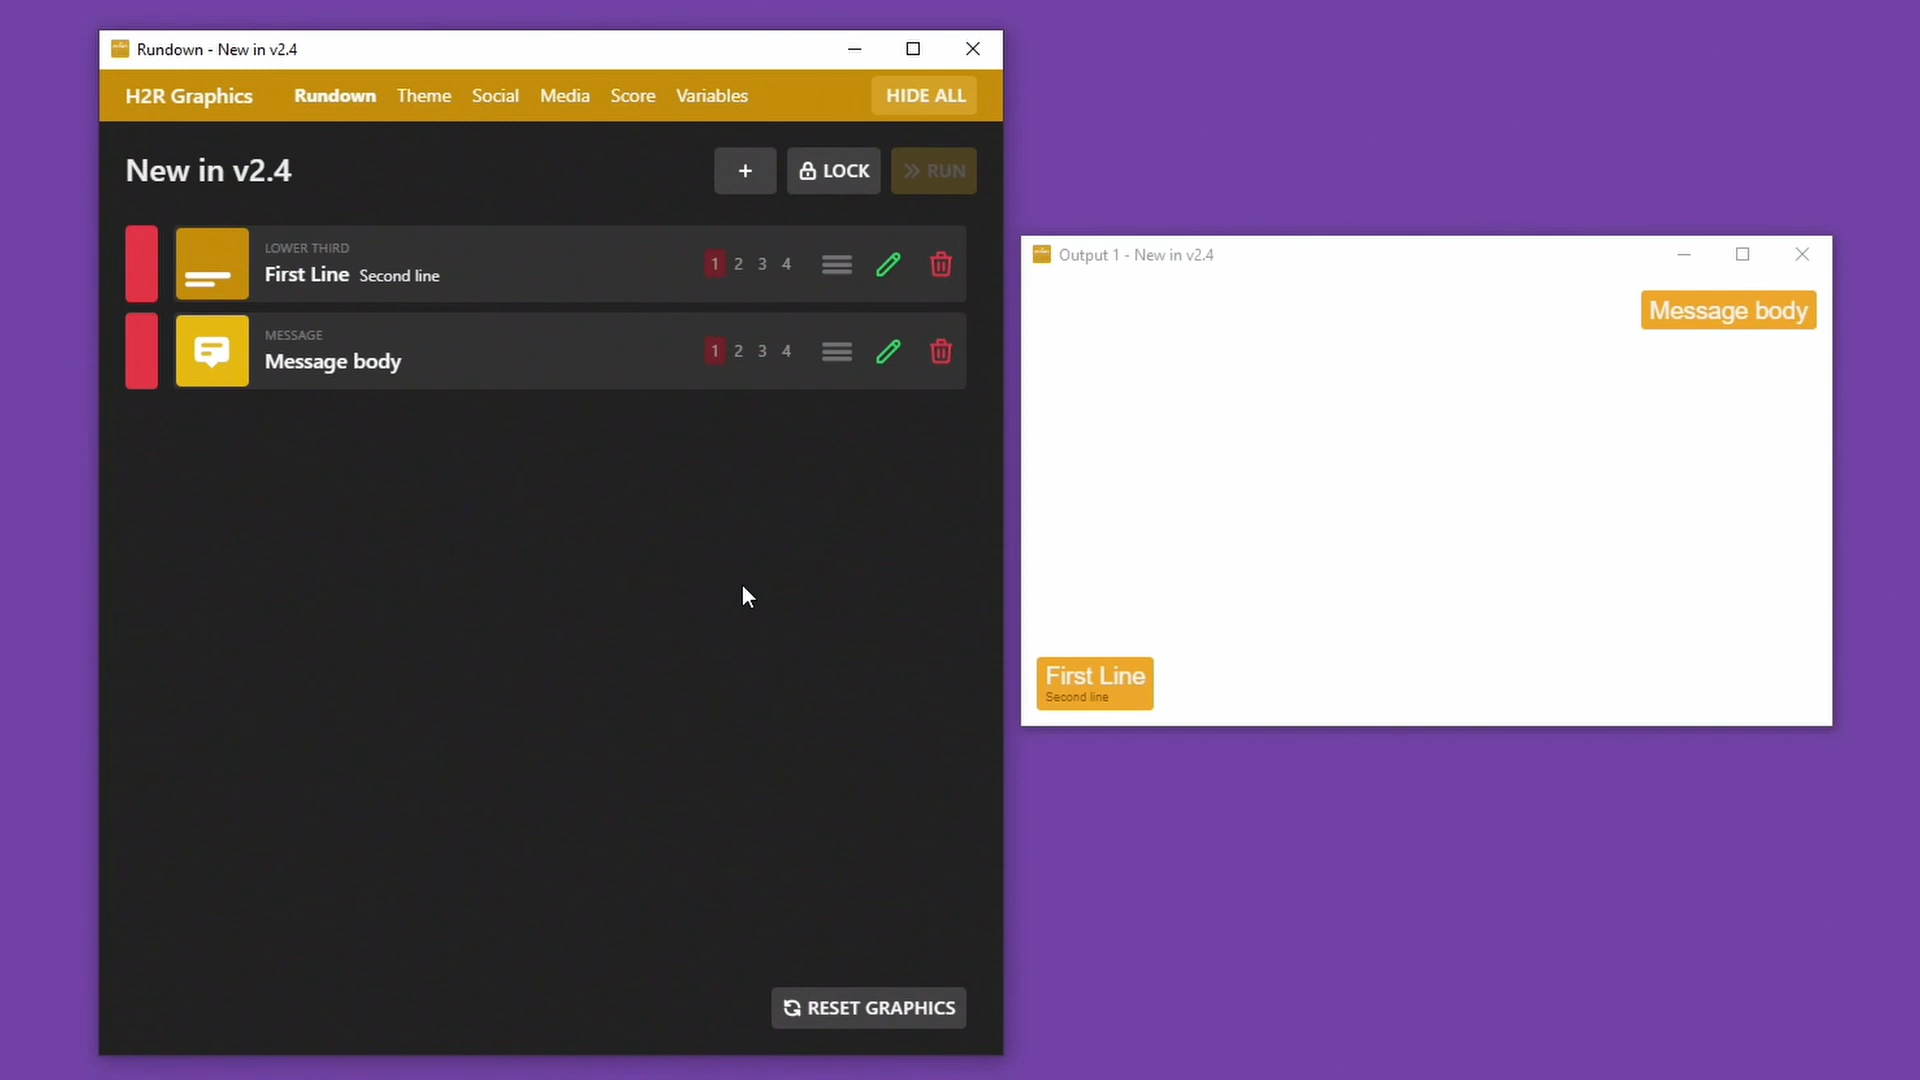 Rundown - New in v2.4
H2R Graphics Rundown Theme Social Media Score Variables HIDE ALL
New in v2.4 + LOCK RUN
LOWER THIRD
First Line Second line 1 2 3 4
MESSAGE
Message body 1 2 3 4
RESET GRAPHICS
Output 1 - New in v2.4
Message body
First Line
Second line